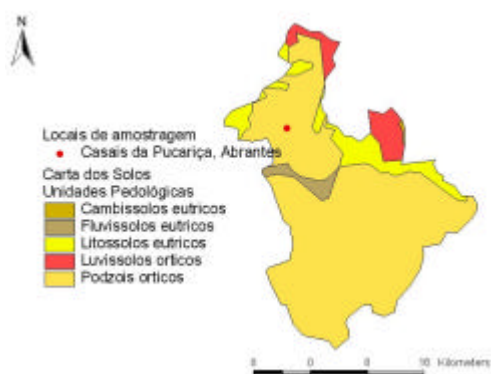 N
Locais de amostragem
Casais da Pucariça, Abrantes
Carta dos Solos
Unidades Pedológicas
Cambissolos eutricos
Fluvissolos eutricos
Litossolos eutricos
Luvissolos orticos
Podzois orticos
0 Kilometers